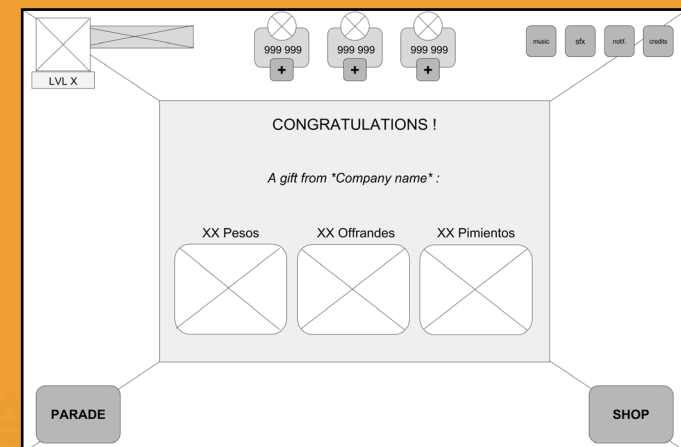 999 999 999 999 999 999
+ + +
music sfx notif. credits
LVL X
CONGRATULATIONS !
A gift from *Company name* :
XX Pesos XX Offrandes XX Pimientos
PARADE SHOP